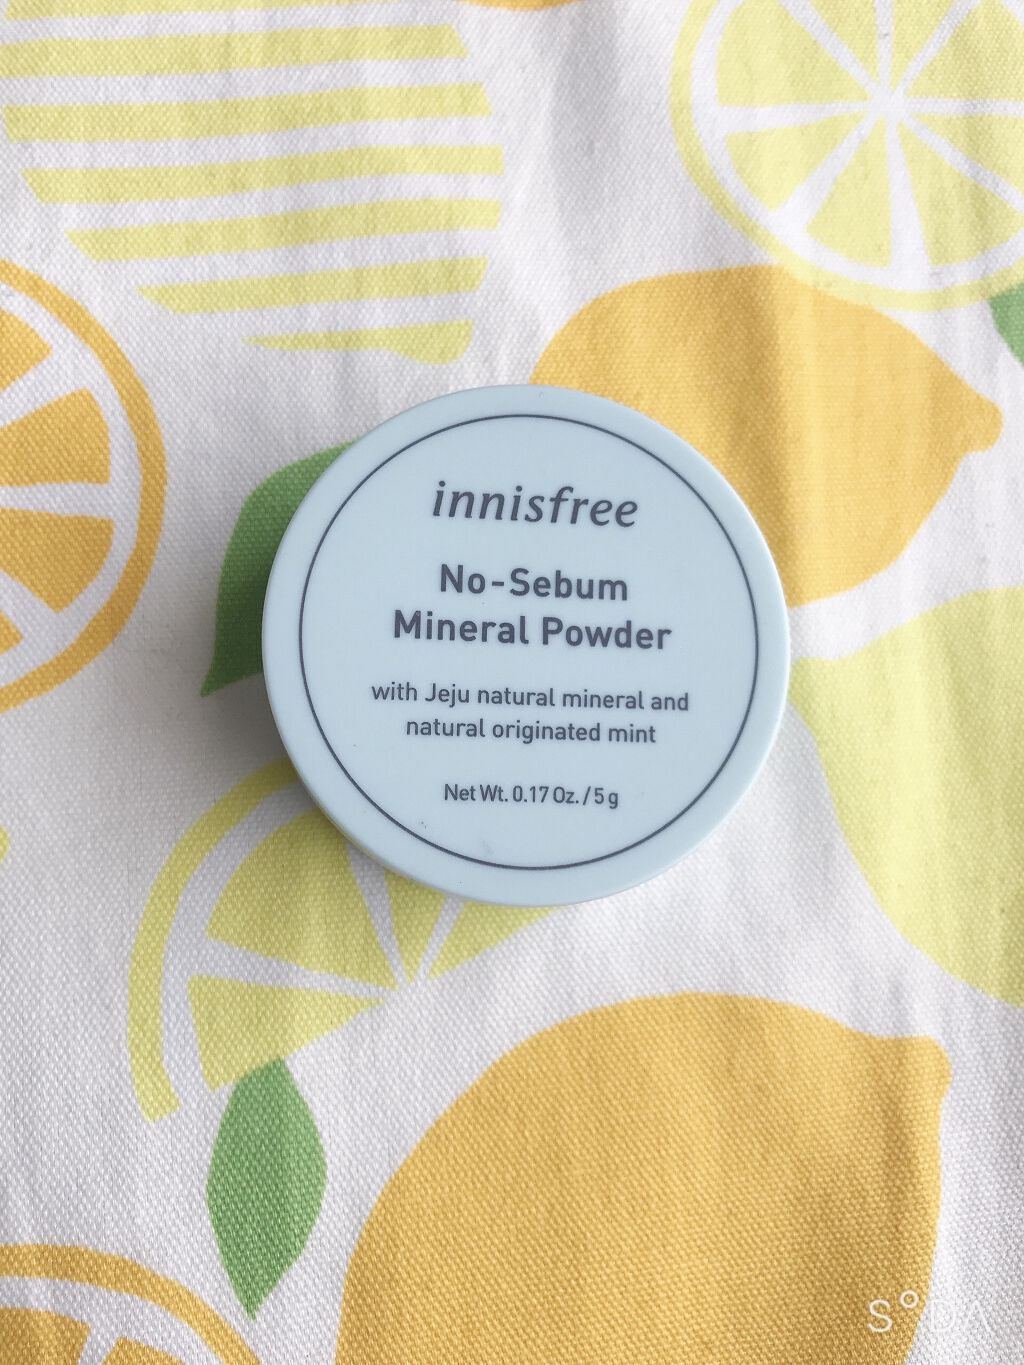 innisfree
No-Sebum
Mineral Powder
with Jeju natural mineral and
natural originated mint
Net Wt. 0.17 Oz. / 5 g
S°DA